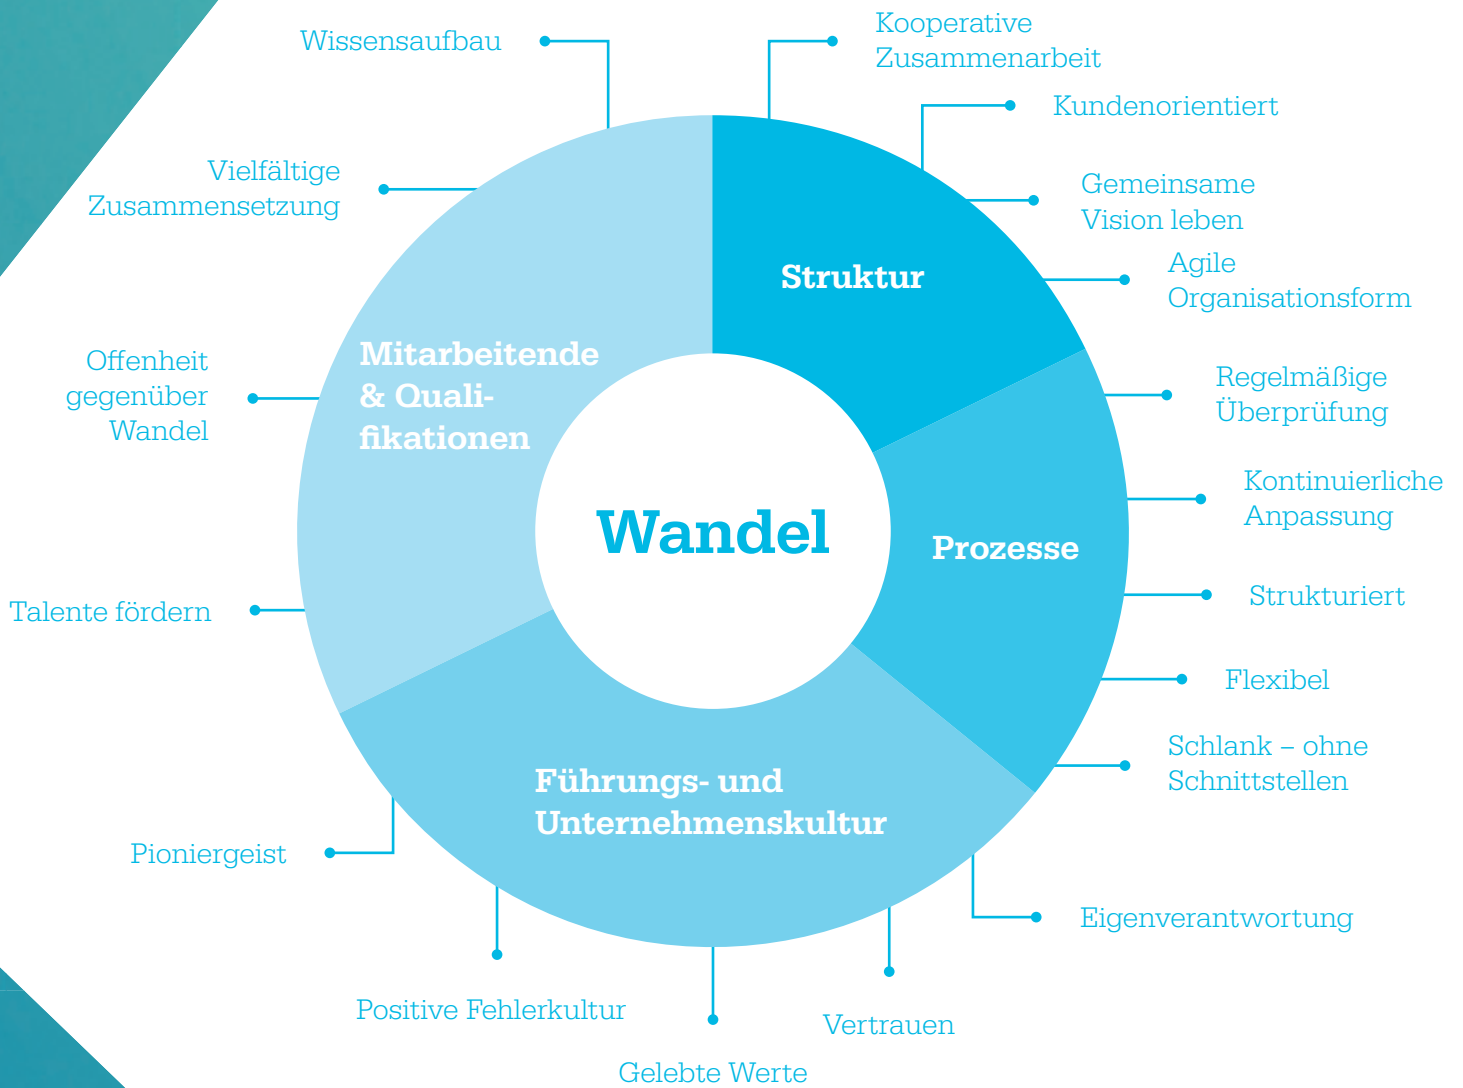 Wissensaufbau
Kooperative
Zusammenarbeit
Kundenorientiert
Vielfältige
Zusammensetzung
Gemeinsame
Vision leben
Agile
Organisationsform
Struktur
Mitarbeitende
& Quali-
fikationen
Offenheit
gegenüber
Wandel
Regelmäßige
Überprüfung
Kontinuierliche
Anpassung
Wandel
Prozesse
Strukturiert
Talente fördern
Flexibel
Schlank – ohne
Schnittstellen
Führungs- und
Unternehmenskultur
Pioniergeist
Eigenverantwortung
Positive Fehlerkultur
Vertrauen
Gelebte Werte